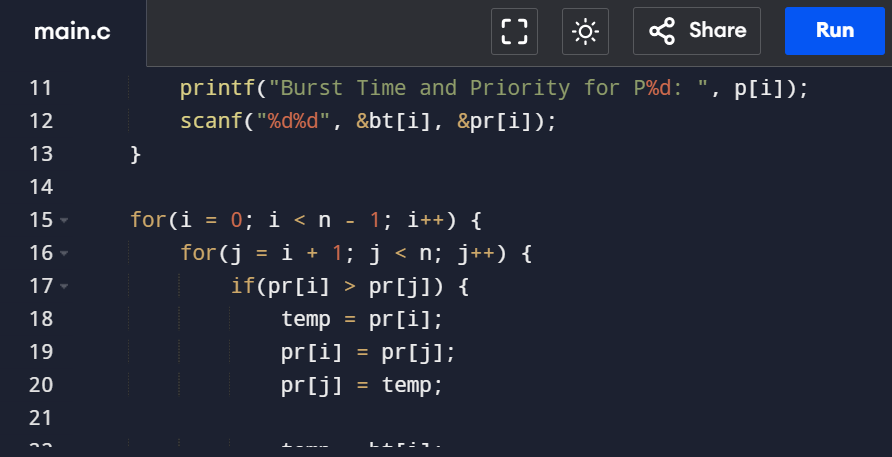 main.c
Share
Run
11 printf("Burst Time and Priority for P%d: ", p[i]);
12 scanf("%d%d", &bt[i], &pr[i]);
13 }
14
15 for(i = 0; i < n - 1; i++) {
16 for(j = i + 1; j < n; j++) {
17 if(pr[i] > pr[j]) {
18 temp = pr[i];
19 pr[i] = pr[j];
20 pr[j] = temp;
21